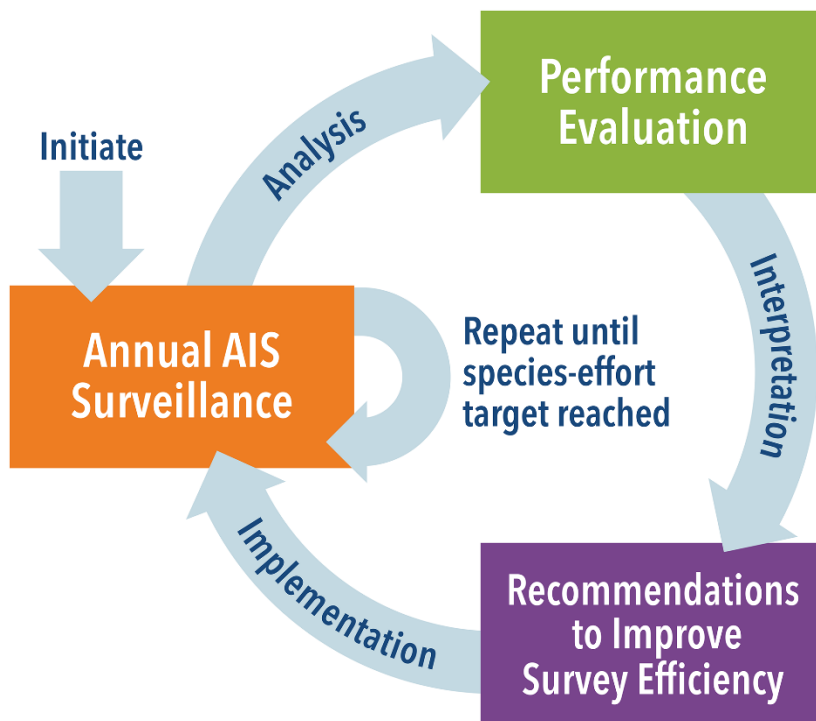 Performance
Evaluation
Analysis
Initiate
Interpretation
Annual AIS
Surveillance
Repeat until
species-effort
target reached
Implementation
Recommendations
to Improve
Survey Efficiency